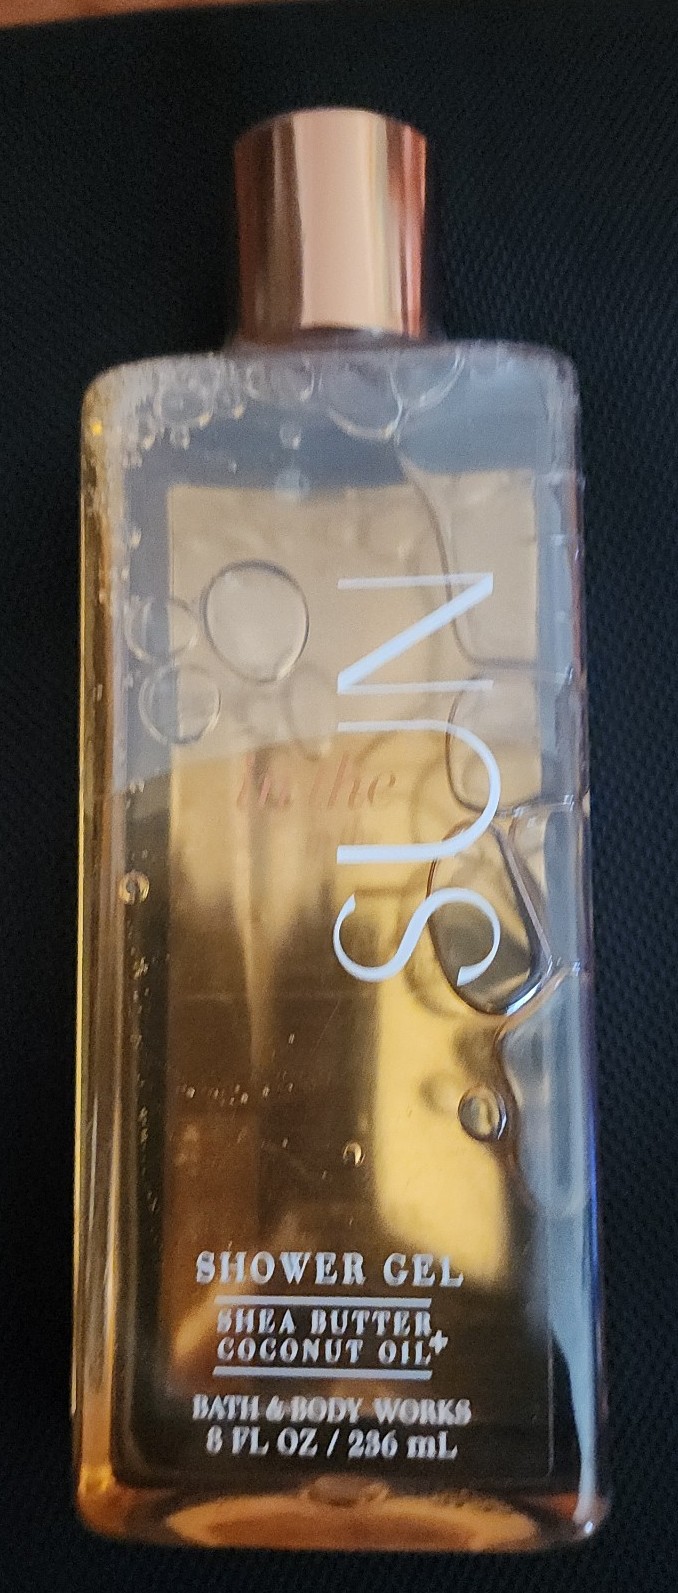 In the
SUN
SHOWER GEL
SHEA BUTTER
COCONUT OIL+
BATH & BODY WORKS
8 FL OZ / 236 mL